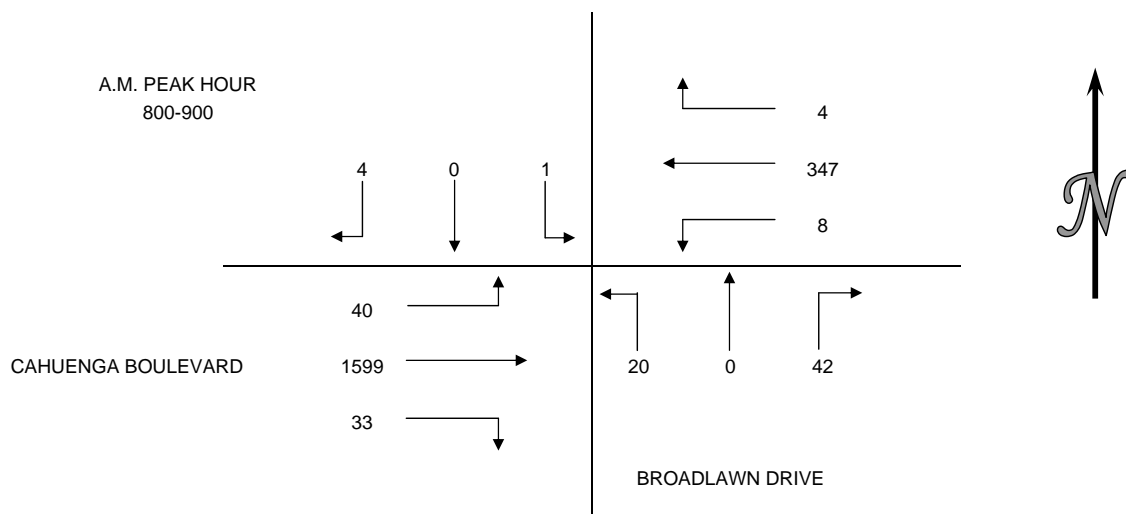 A.M. PEAK HOUR
800-900
4
347
8
4 0 1
40
1599
33
CAHUENGA BOULEVARD
20 0 42
BROADLAWN DRIVE
N